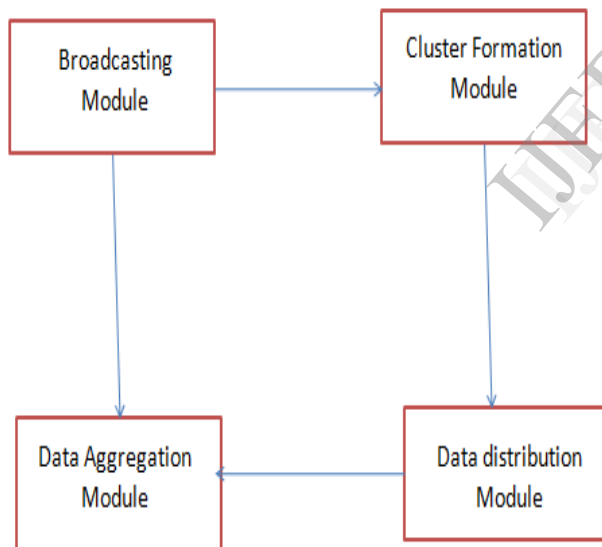 Broadcasting
Module
Cluster Formation
Module
Data Aggregation
Module
Data distribution
Module